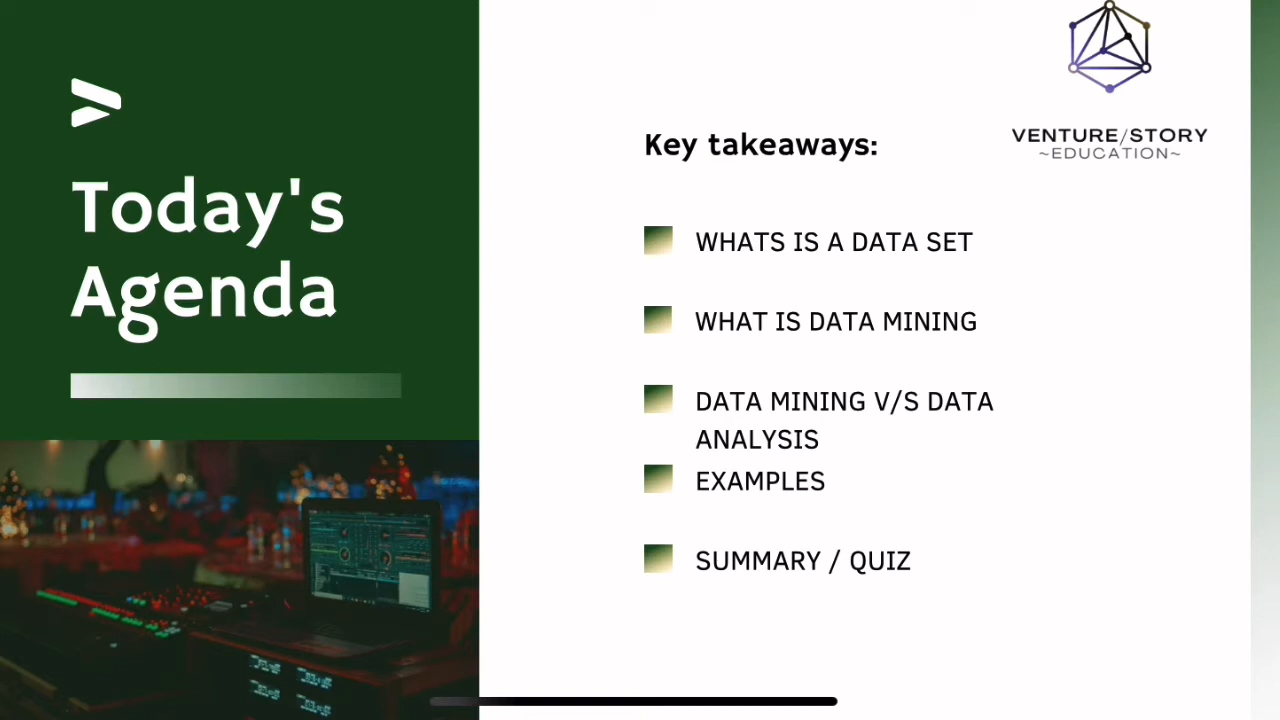 Today's
Agenda
Key takeaways:
VENTURE/STORY
~EDUCATION~
WHATS IS A DATA SET
WHAT IS DATA MINING
DATA MINING V/S DATA
ANALYSIS
EXAMPLES
SUMMARY / QUIZ